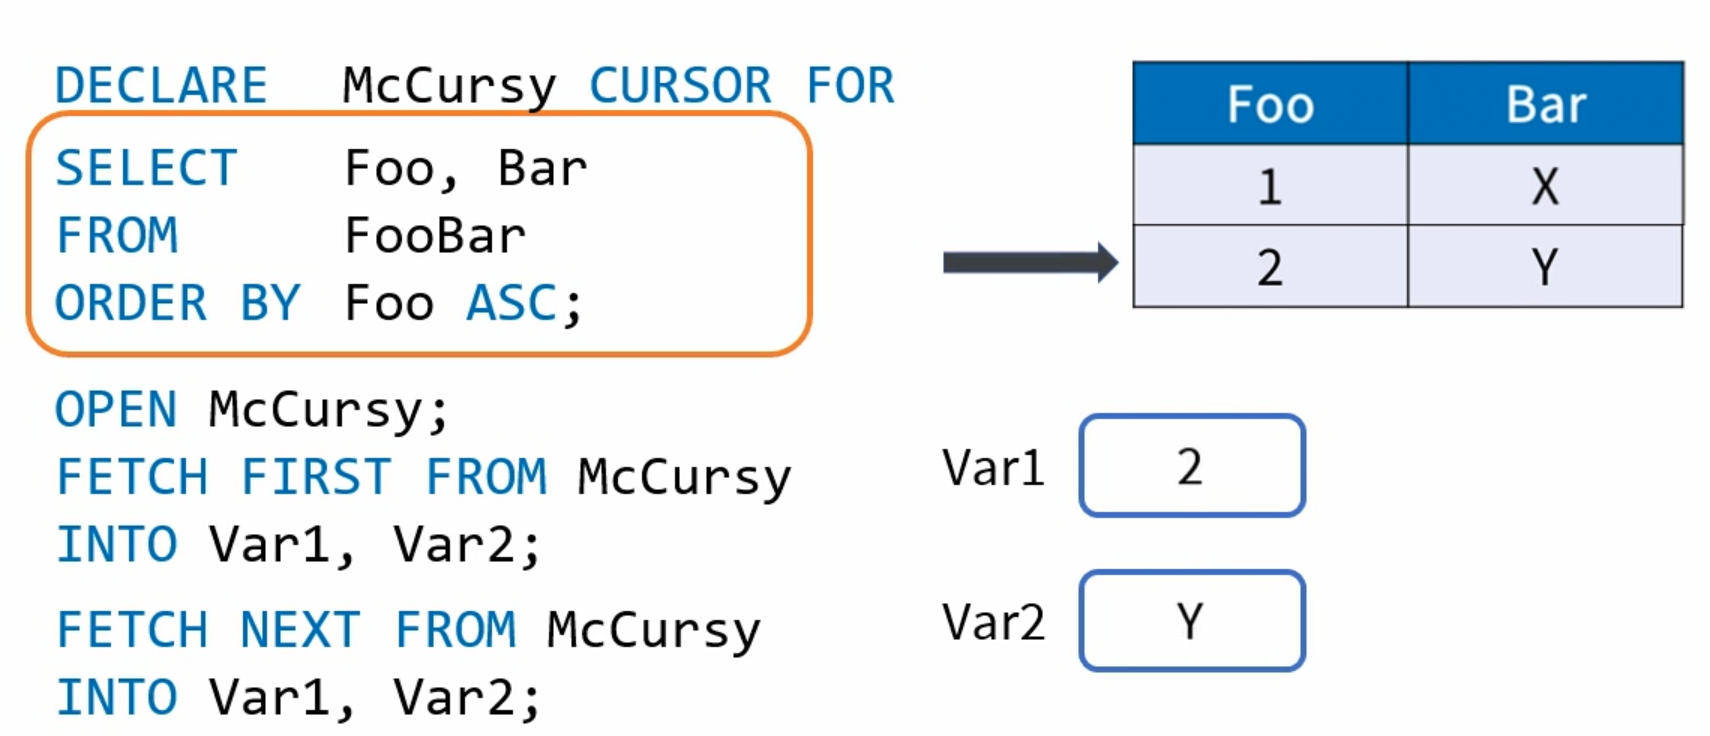 DECLARE McCursy CURSOR FOR
SELECT Foo, Bar
FROM FooBar
ORDER BY Foo ASC;
OPEN McCursy;
FETCH FIRST FROM McCursy
INTO Var1, Var2;
FETCH NEXT FROM McCursy
INTO Var1, Var2;
Foo Bar
1 X
2 Y
Var1 2
Var2 Y